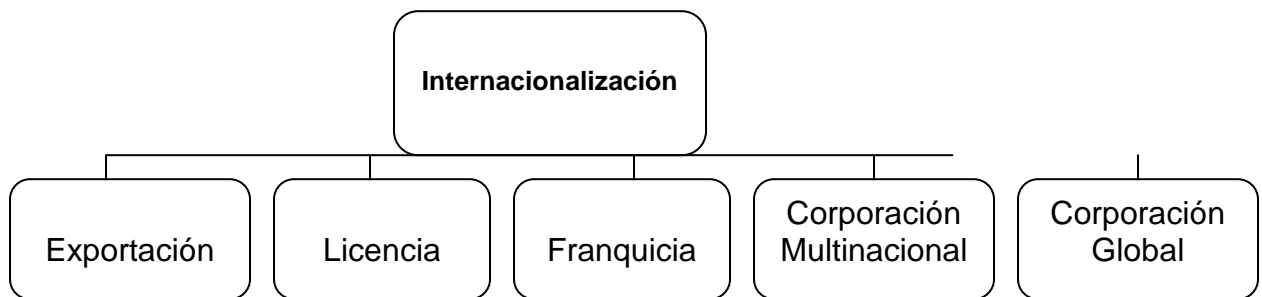 Internacionalización
Exportación
Licencia
Franquicia
Corporación
Multinacional
Corporación
Global